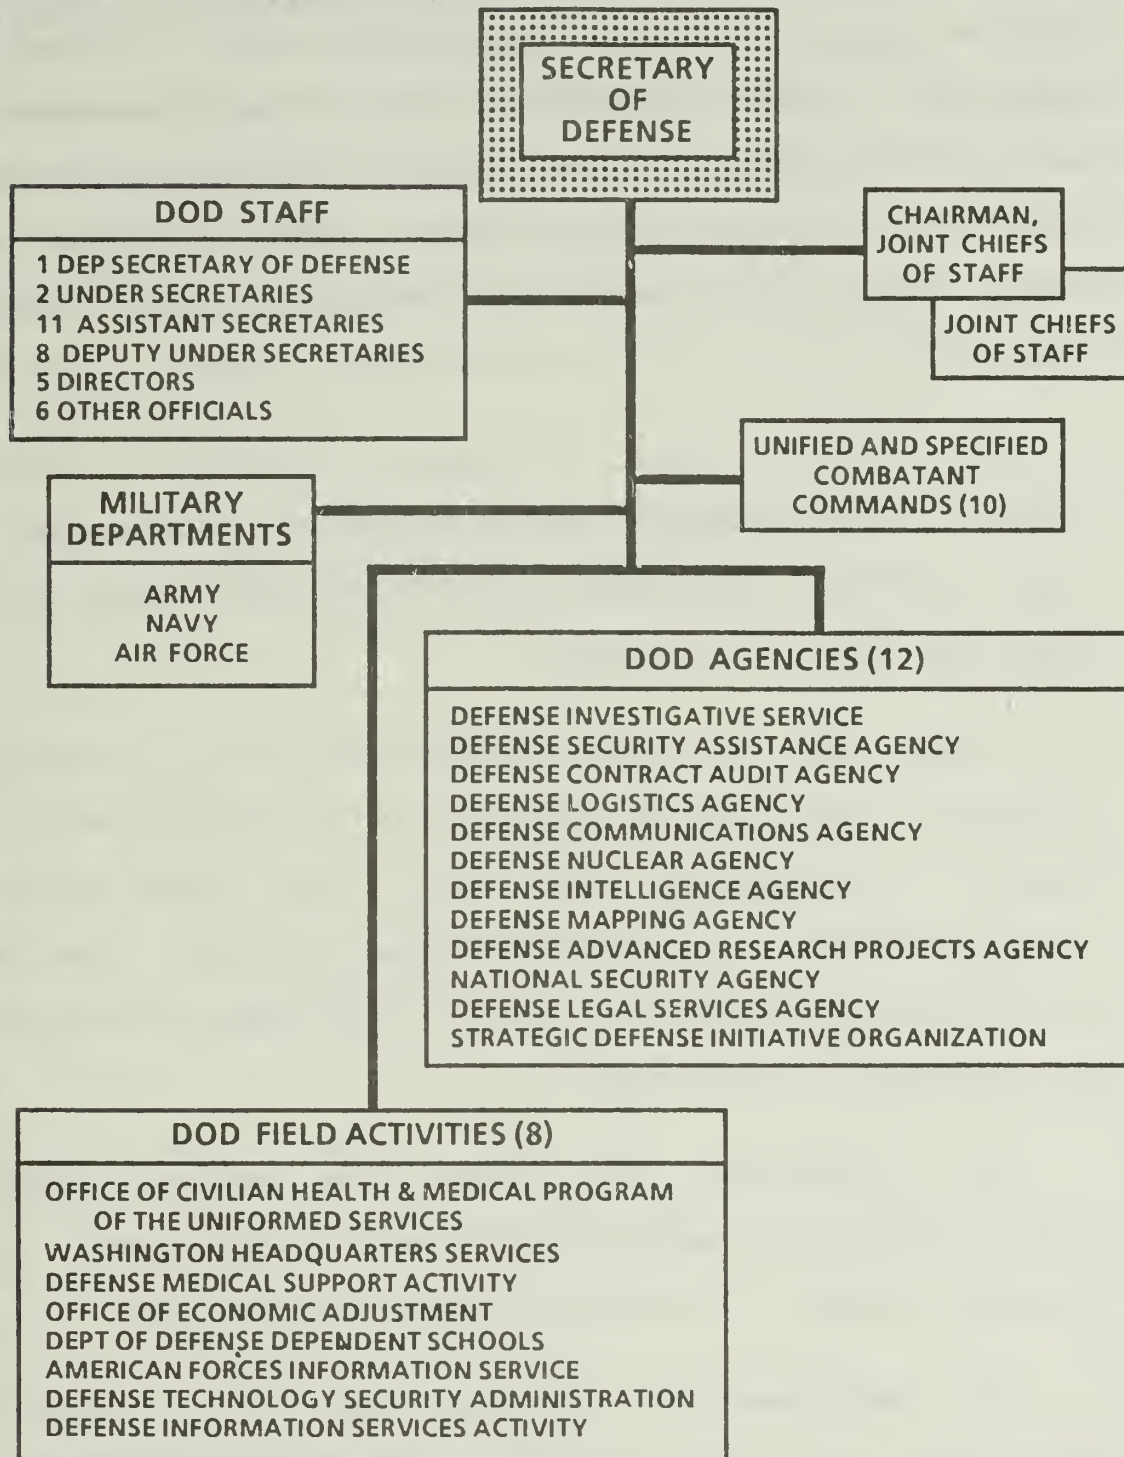 SECRETARY
OF
DEFENSE
DOD STAFF
1 DEP SECRETARY OF DEFENSE
2 UNDER SECRETARIES
11 ASSISTANT SECRETARIES
8 DEPUTY UNDER SECRETARIES
5 DIRECTORS
6 OTHER OFFICIALS
CHAIRMAN,
JOINT CHIEFS
OF STAFF
JOINT CHIEFS
OF STAFF
UNIFIED AND SPECIFIED
COMBATANT
COMMANDS (10)
MILITARY
DEPARTMENTS
ARMY
NAVY
AIR FORCE
DOD AGENCIES (12)
DEFENSE INVESTIGATIVE SERVICE
DEFENSE SECURITY ASSISTANCE AGENCY
DEFENSE CONTRACT AUDIT AGENCY
DEFENSE LOGISTICS AGENCY
DEFENSE COMMUNICATIONS AGENCY
DEFENSE NUCLEAR AGENCY
DEFENSE INTELLIGENCE AGENCY
DEFENSE MAPPING AGENCY
DEFENSE ADVANCED RESEARCH PROJECTS AGENCY
NATIONAL SECURITY AGENCY
DEFENSE LEGAL SERVICES AGENCY
STRATEGIC DEFENSE INITIATIVE ORGANIZATION
DOD FIELD ACTIVITIES (8)
OFFICE OF CIVILIAN HEALTH & MEDICAL PROGRAM
OF THE UNIFORMED SERVICES
WASHINGTON HEADQUARTERS SERVICES
DEFENSE MEDICAL SUPPORT ACTIVITY
OFFICE OF ECONOMIC ADJUSTMENT
DEPT OF DEFENSE DEPENDENT SCHOOLS
AMERICAN FORCES INFORMATION SERVICE
DEFENSE TECHNOLOGY SECURITY ADMINISTRATION
DEFENSE INFORMATION SERVICES ACTIVITY